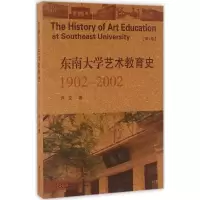 The History of Art Education
at Southeast University
东南大学艺术教育史
1902-2002